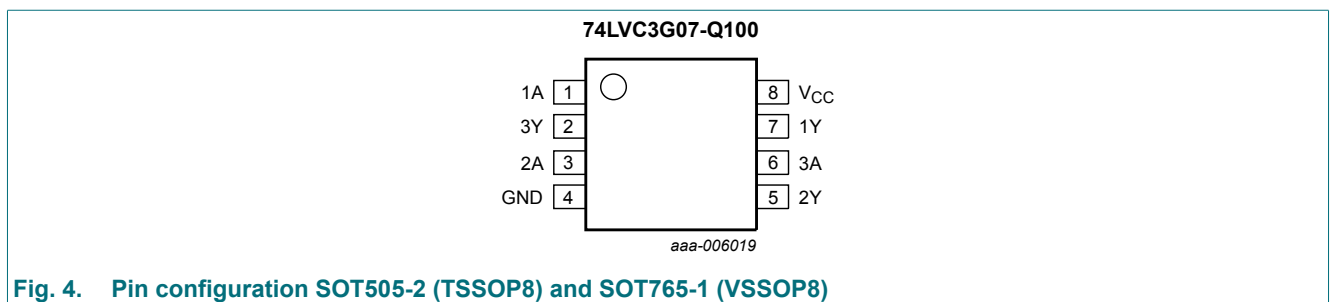 74LVC3G07-Q100
1A 1 8 VCC
3Y 2 7 1Y
2A 3 6 3A
GND 4 5 2Y
aaa-006019
Fig. 4. Pin configuration SOT505-2 (TSSOP8) and SOT765-1 (VSSOP8)